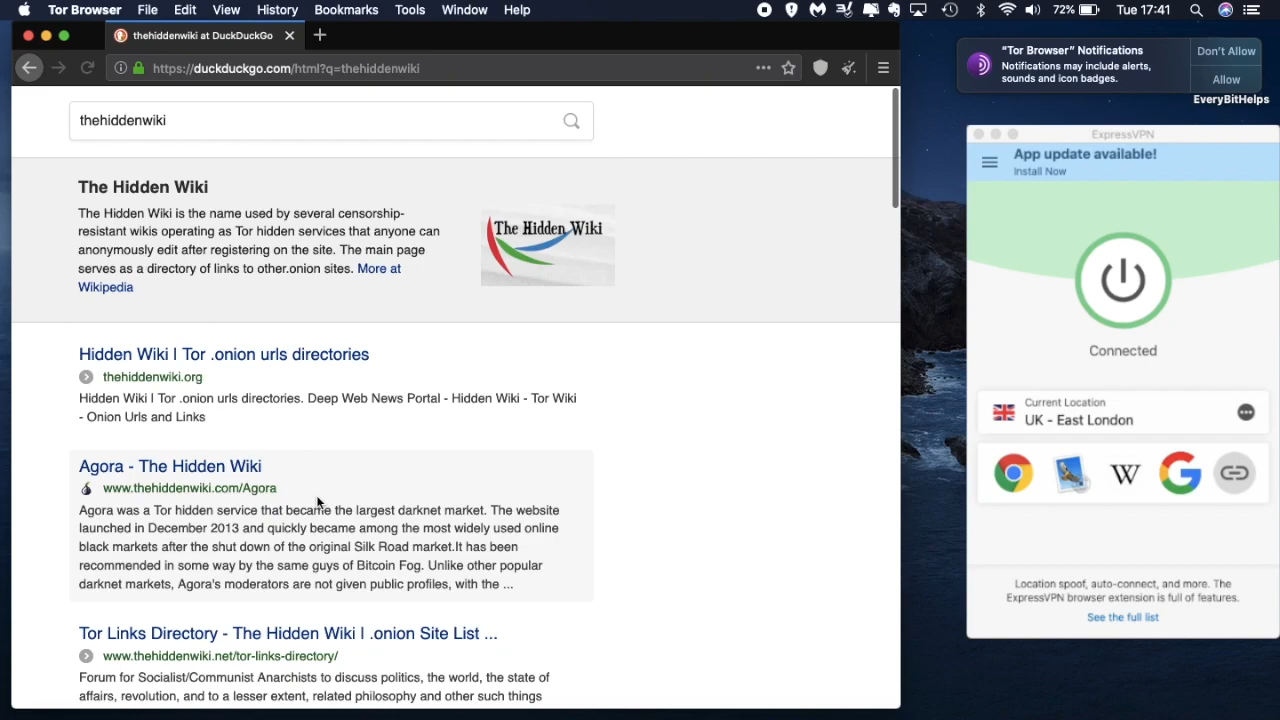 Tor Browser File Edit View History Bookmarks Tools Window Help 72% Tue 17:41
thehiddenwiki at DuckDuckGo
https://duckduckgo.com/html?q=thehiddenwiki
thehiddenwiki
The Hidden Wiki
The Hidden Wiki is the name used by several censorship-
resistant wikis operating as Tor hidden services that anyone can
anonymously edit after registering on the site. The main page
serves as a directory of links to other.onion sites. More at
Wikipedia
The Hidden Wiki
Hidden Wiki | Tor .onion urls directories
thehiddenwiki.org
Hidden Wiki | Tor .onion urls directories. Deep Web News Portal - Hidden Wiki - Tor Wiki
- Onion Urls and Links
Agora - The Hidden Wiki
www.thehiddenwiki.com/Agora
Agora was a Tor hidden service that became the largest darknet market. The website
launched in December 2013 and quickly became among the most widely used online
black markets after the shut down of the original Silk Road market.It has been
recommended in some way by the same guys of Bitcoin Fog. Unlike other popular
darknet markets, Agora's moderators are not given public profiles, with the ...
Tor Links Directory - The Hidden Wiki | .onion Site List ...
www.thehiddenwiki.net/tor-links-directory/
Forum for Socialist/Communist Anarchists to discuss politics, the world, the state of
affairs, revolution, and to a lesser extent, related philosophy and other such things
"Tor Browser" Notifications
Notifications may include alerts,
sounds and icon badges.
Don't Allow
Allow
EveryBitHelps
ExpressVPN
App update available!
Install Now
Connected
Current Location
UK - East London
W
G
Location spoof, auto-connect, and more. The
ExpressVPN browser extension is full of features.
See the full list